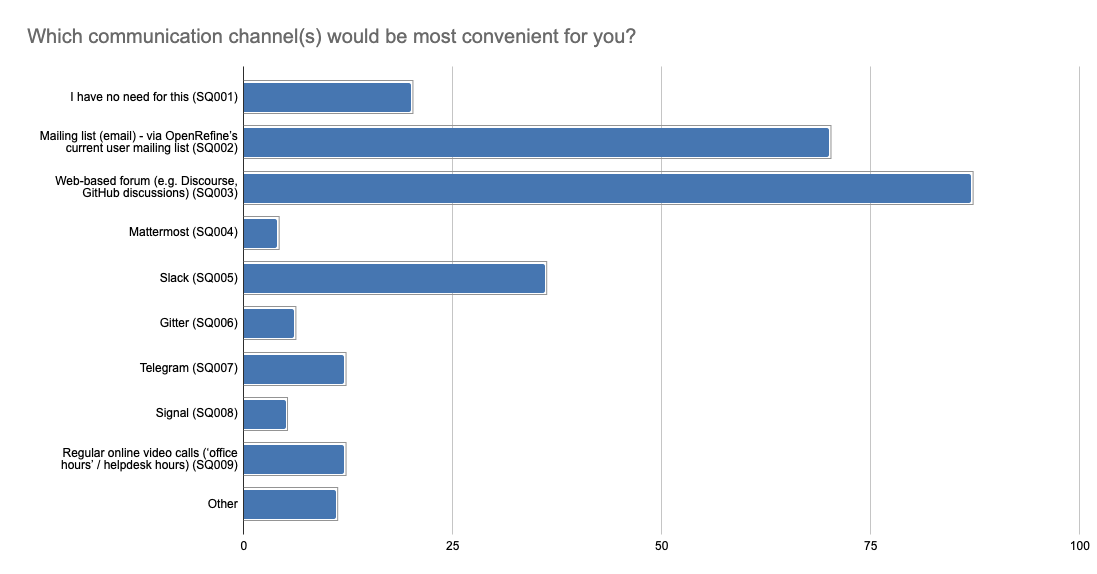 Which communication channel(s) would be most convenient for you?
I have no need for this (SQ001)
Mailing list (email) - via OpenRefine's
current user mailing list (SQ002)
Web-based forum (e.g. Discourse,
GitHub discussions) (SQ003)
Mattermost (SQ004)
Slack (SQ005)
Gitter (SQ006)
Telegram (SQ007)
Signal (SQ008)
Regular online video calls (‘office
hours’ / helpdesk hours) (SQ009)
Other
0 25 50 75 100